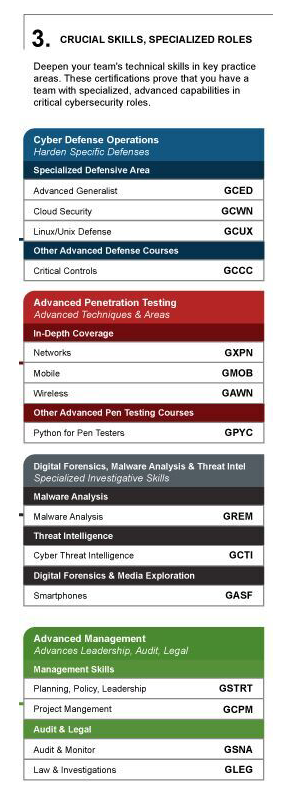 3. CRUCIAL SKILLS, SPECIALIZED ROLES
Deepen your team's technical skills in key practice
areas. These certifications prove that you have a
team with specialized, advanced capabilities in
critical cybersecurity roles.
Cyber Defense Operations
Harden Specific Defenses
Specialized Defensive Area
Advanced Generalist GCED
Cloud Security GCWN
Linux/Unix Defense GCUX
Other Advanced Defense Courses
Critical Controls GCCC
Advanced Penetration Testing
Advanced Techniques & Areas
In-Depth Coverage
Networks GXPN
Mobile GMOB
Wireless GAWN
Other Advanced Pen Testing Courses
Python for Pen Testers GPYC
Digital Forensics, Malware Analysis & Threat Intel
Specialized Investigative Skills
Malware Analysis
Malware Analysis GREM
Threat Intelligence
Cyber Threat Intelligence GCTI
Digital Forensics & Media Exploration
Smartphones GASF
Advanced Management
Advances Leadership, Audit, Legal
Management Skills
Planning, Policy, Leadership GSTRT
Project Mangement GCPM
Audit & Legal
Audit & Monitor GSNA
Law & Investigations GLEG